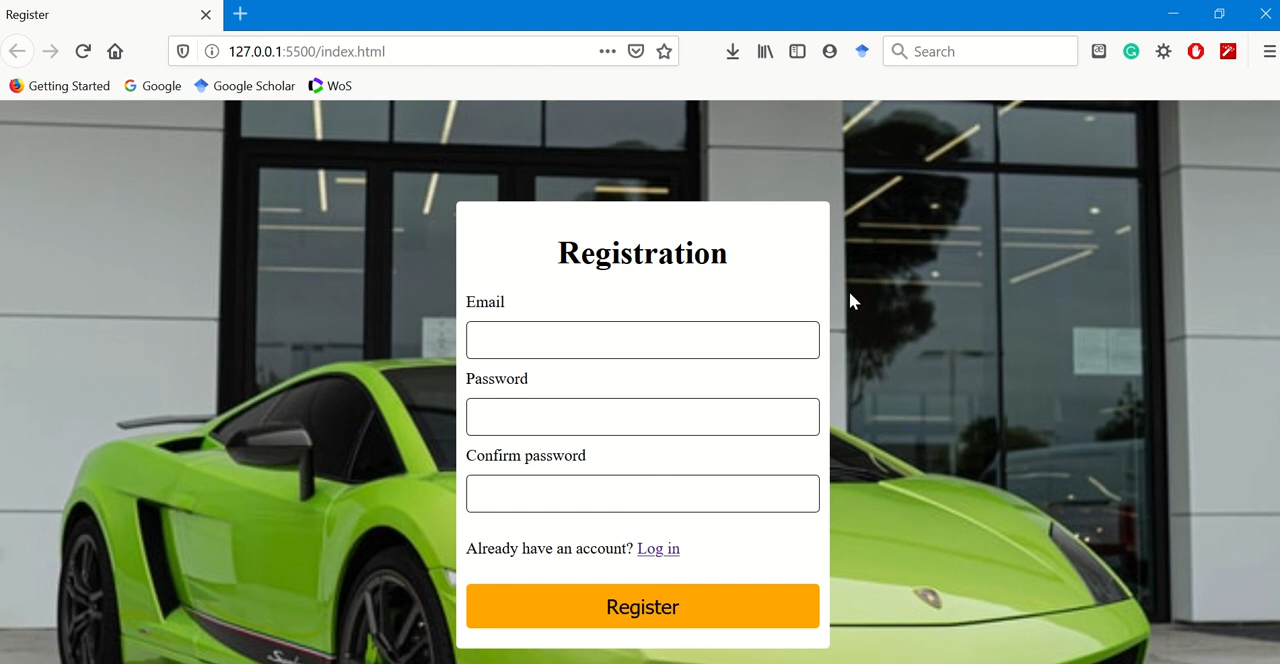 Register
127.0.0.1:5500/index.html
Search
Getting Started Google Google Scholar WoS
Registration
Email
Password
Confirm password
Already have an account? Log in
Register